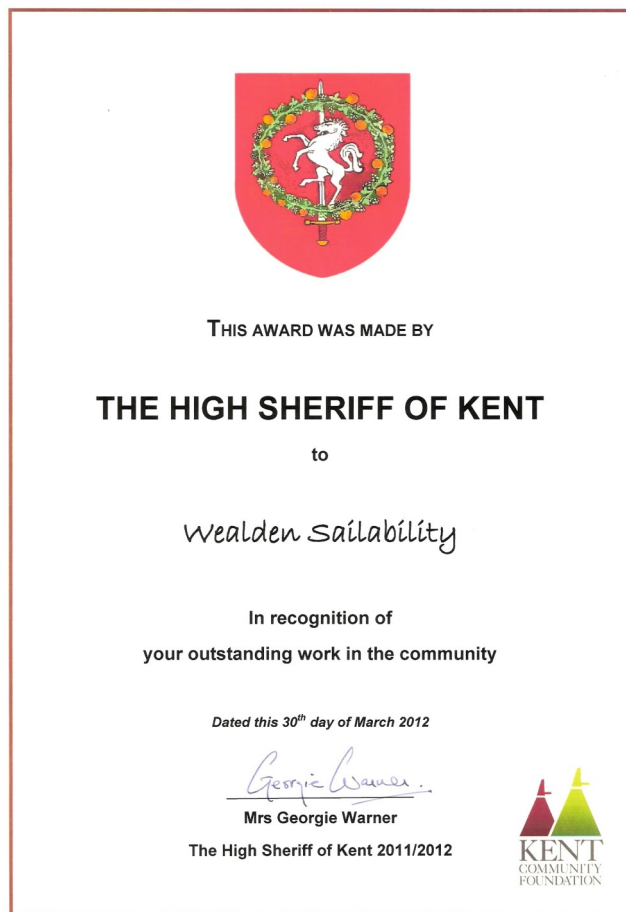 THIS AWARD WAS MADE BY
THE HIGH SHERIFF OF KENT
to
Wealden Sailability
In recognition of
your outstanding work in the community
Dated this 30th day of March 2012
Georgie Warner.
Mrs Georgie Warner
The High Sheriff of Kent 2011/2012
KENT
COMMUNITY
FOUNDATION